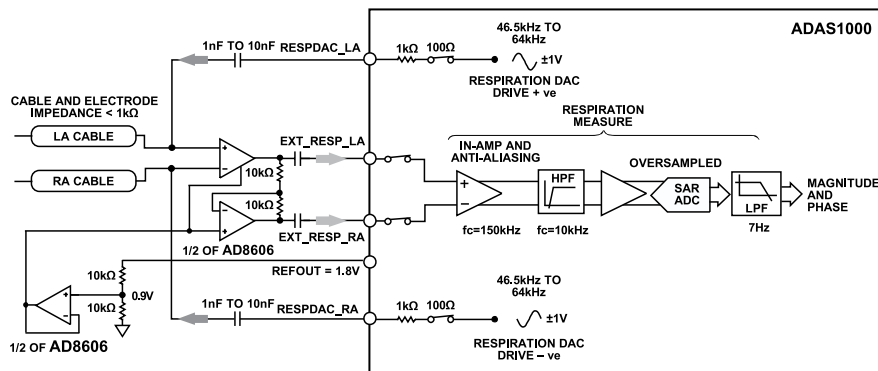 ADAS1000
46.5kHz TO
64kHz
RESPDAC_LA
1nF TO 10nF
1kΩ
100Ω
±1V
RESPIRATION DAC
DRIVE + ve
CABLE AND ELECTRODE
IMPEDANCE < 1kΩ
LA CABLE
RA CABLE
+
–
EXT_RESP_LA
10kΩ
10kΩ
–
+
EXT_RESP_RA
1/2 OF AD8606
RESPIRATION
MEASURE
IN-AMP AND
ANTI-ALIASING
+
–
fc=150kHz
HPF
fc=10kHz
OVERSAMPLED
SAR
ADC
LPF
7Hz
MAGNITUDE
AND
PHASE
REFOUT = 1.8V
10kΩ
10kΩ
0.9V
+
–
1/2 OF AD8606
1nF TO 10nF
RESPDAC_RA
1kΩ
100Ω
46.5kHz TO
64kHz
±1V
RESPIRATION DAC
DRIVE – ve